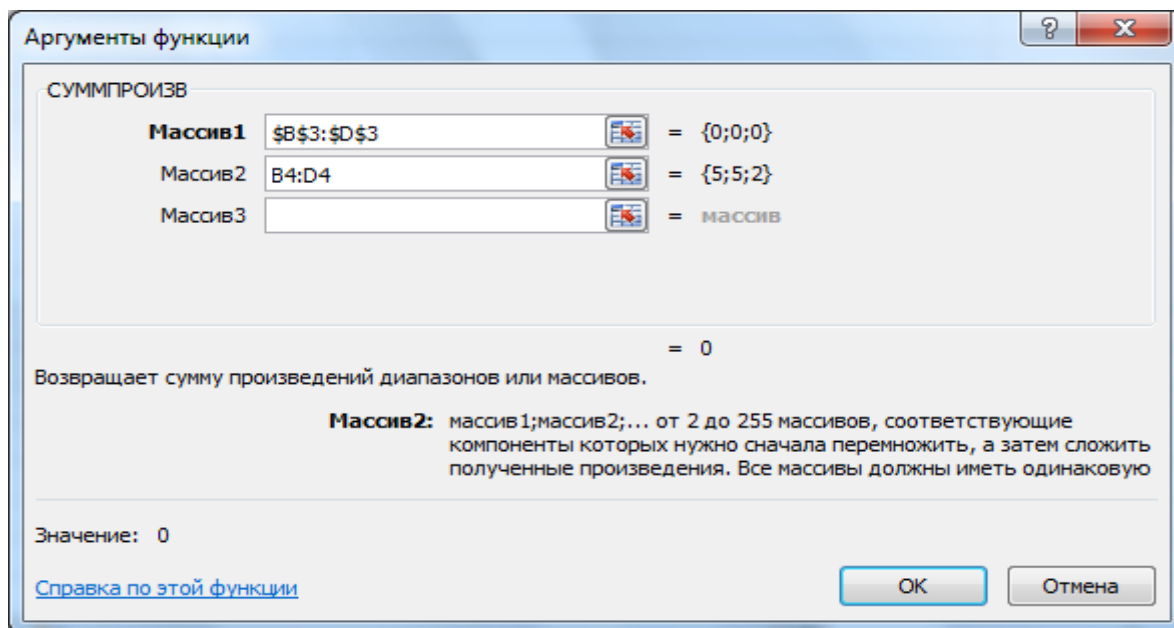 Аргументы функции
СУММПРОИЗВ
Массив1 $B$3:$D$3 = {0;0;0}
Массив2 B4:D4 = {5;5;2}
Массив3 = массив
= 0
Возвращает сумму произведений диапазонов или массивов.
Массив2: массив1;массив2;... от 2 до 255 массивов, соответствующие
компоненты которых нужно сначала перемножить, а затем сложить
полученные произведения. Все массивы должны иметь одинаковую
Значение: 0
Справка по этой функции
ОК
Отмена